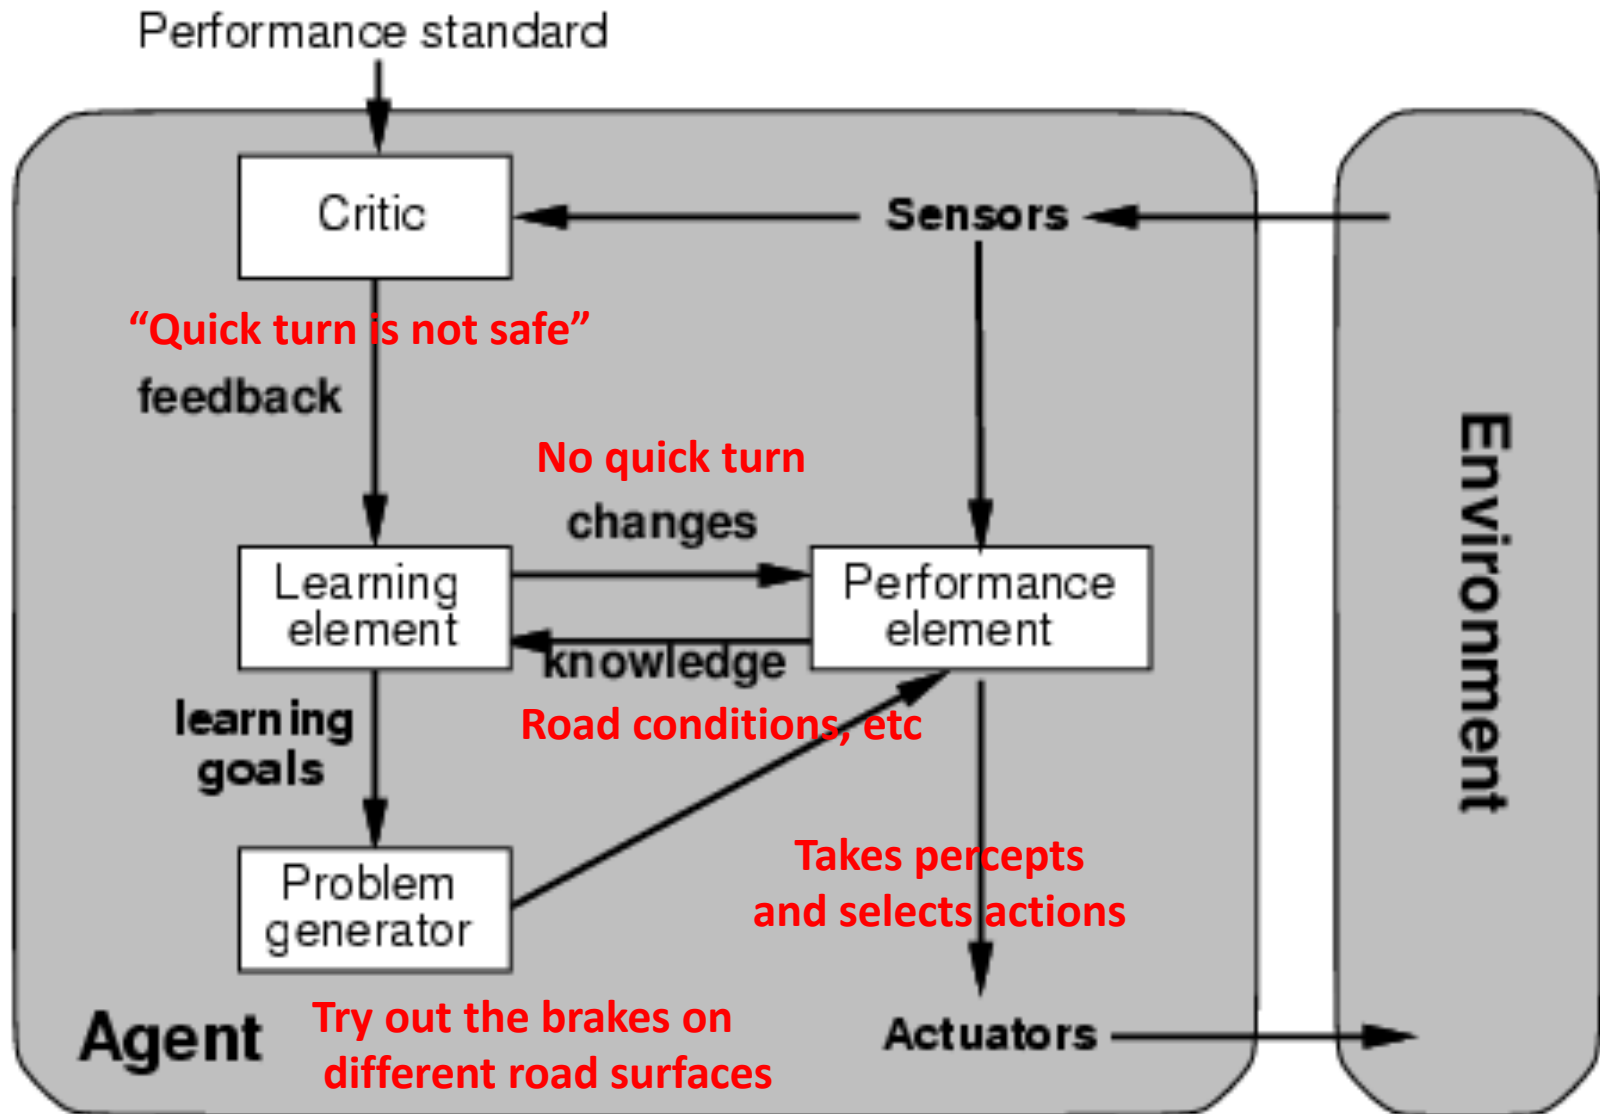 Performance standard
Critic
Sensors
“Quick turn is not safe”
feedback
No quick turn
changes
Learning
element
Performance
element
knowledge
Road conditions, etc
learning
goals
Problem
generator
Takes percepts
and selects actions
Agent
Try out the brakes on
different road surfaces
Actuators
Environment